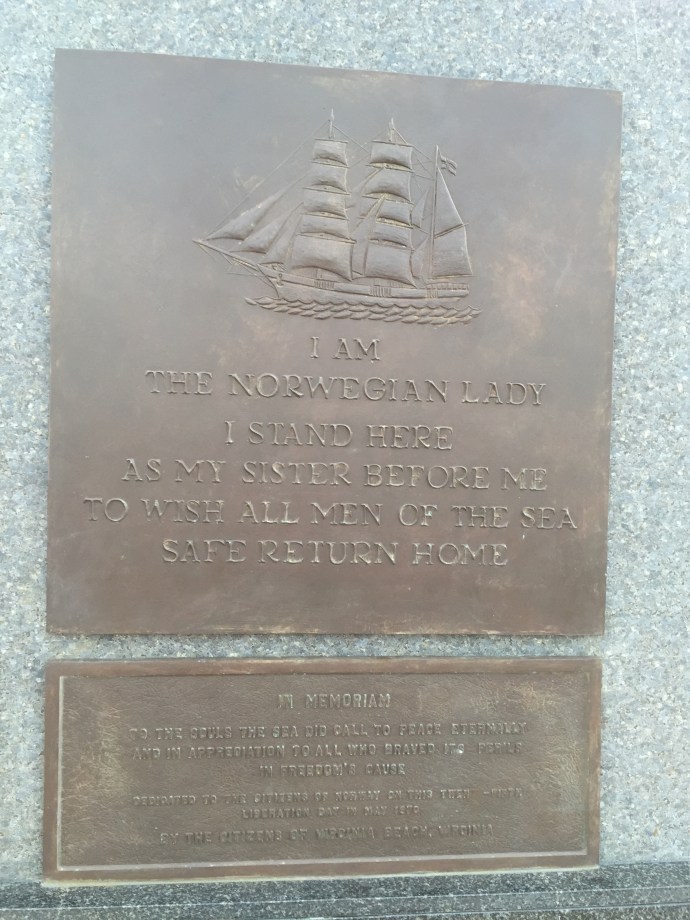 I AM
THE NORWEGIAN LADY
I STAND HERE
AS MY SISTER BEFORE ME
TO WISH ALL MEN OF THE SEA
SAFE RETURN HOME
IN MEMORIAM
TO THE SOULS THE SEA DID CALL TO PEACE ETERNALLY
AND IN APPRECIATION TO ALL WHO BRAVED ITS PERILS
IN FREEDOM'S CAUSE
DEDICATED TO THE CITIZENS OF NORWAY ON THIS THEIR
LIBERATION DAY MAY
BY THE CITIZENS OF VIRGINIA BEACH, VIRGINIA